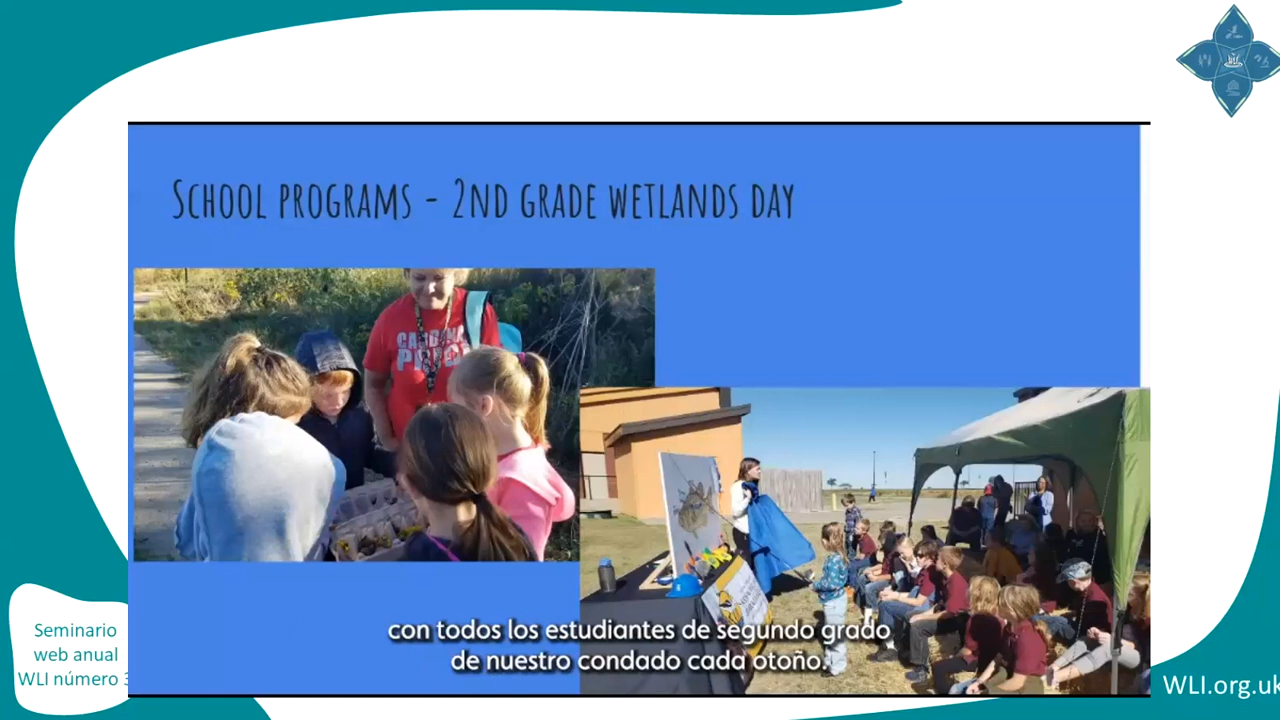 School programs - 2nd grade wetlands day
con todos los estudiantes de segundo grado
de nuestro condado cada otoño.
Seminario
web anual
WLI número
WLI.org.uk